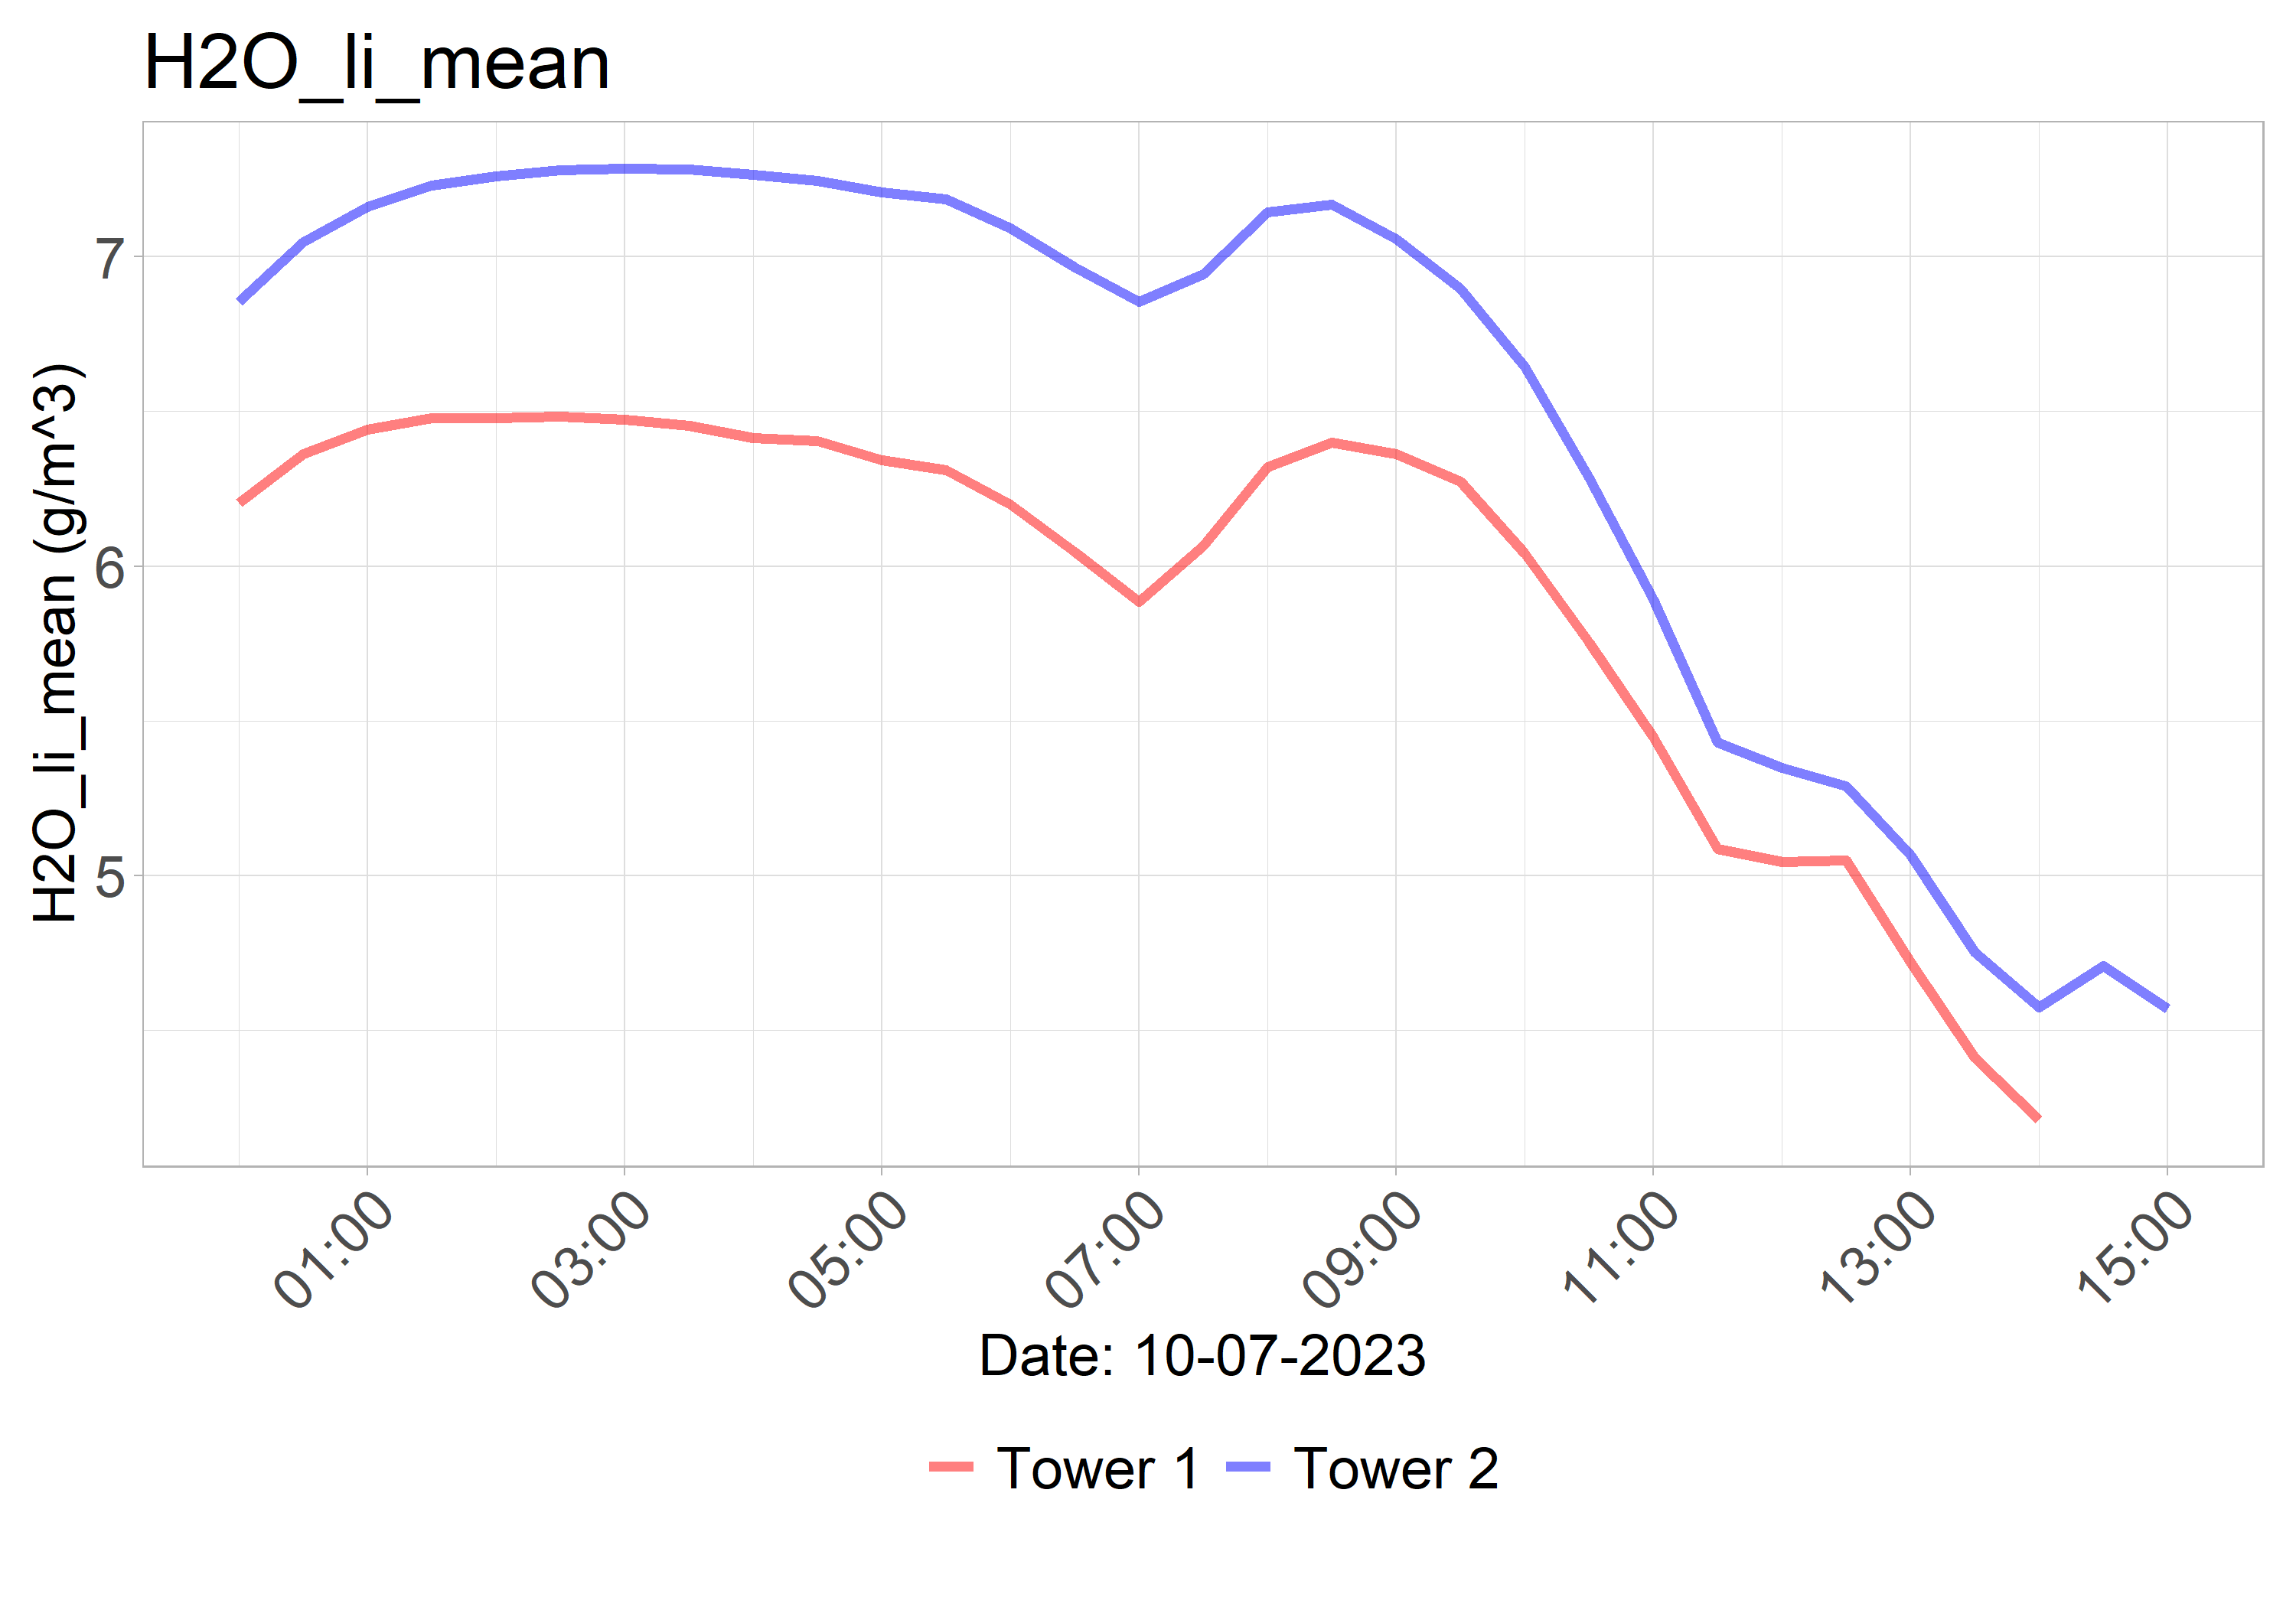 H2O_li_mean
H2O_li_mean (g/m^3)
7
6
5
01:00 03:00 05:00 07:00 09:00 11:00 13:00 15:00
Date: 10-07-2023
Tower 1 Tower 2